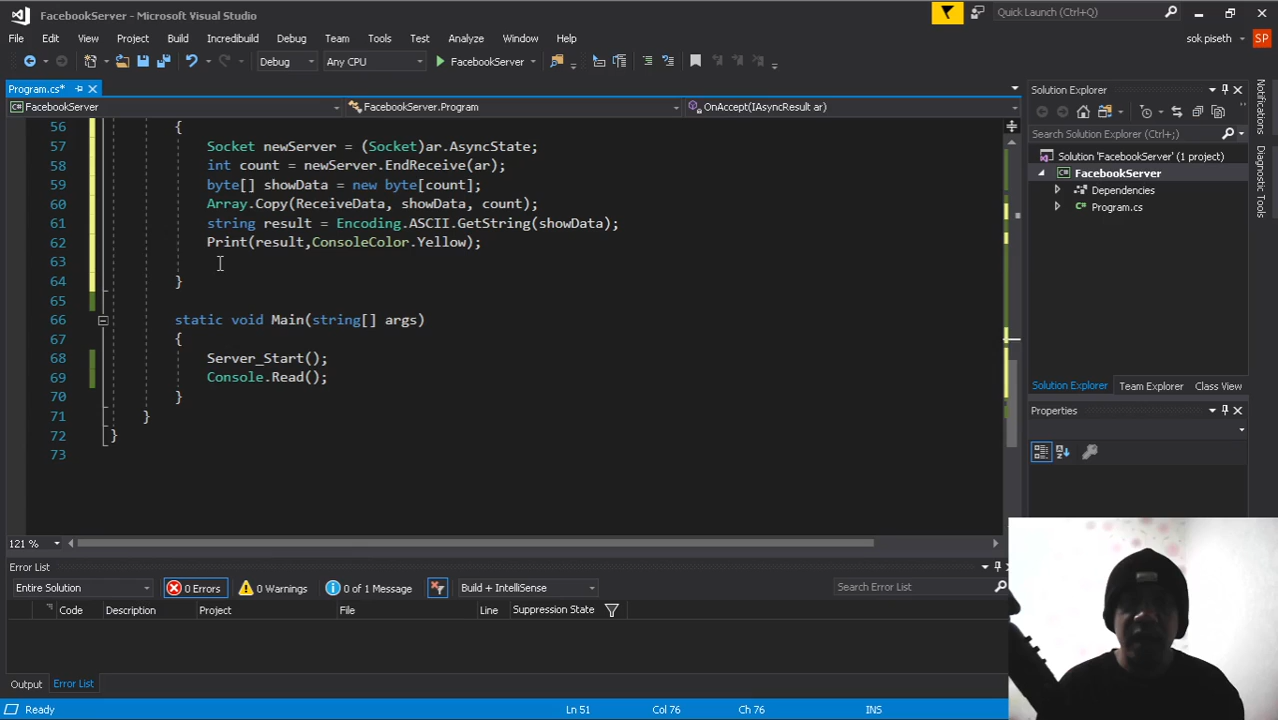 FacebookServer - Microsoft Visual Studio
Quick Launch (Ctrl+Q)
File Edit View Project Build Incredibuild Debug Team Tools Test Analyze Window Help
sok piseth SP
Debug Any CPU FacebookServer
Program.cs*
FacebookServer FacebookServer.Program OnAccept(IAsyncResult ar)
56 {
57 Socket newServer = (Socket)ar.AsyncState;
58 int count = newServer.EndReceive(ar);
59 byte[] showData = new byte[count];
60 Array.Copy(ReceiveData, showData, count);
61 string result = Encoding.ASCII.GetString(showData);
62 Print(result,ConsoleColor.Yellow);
63
64 }
65
66 static void Main(string[] args)
67 {
68 Server_Start();
69 Console.Read();
70 }
71 }
72 }
73
121 %
Solution Explorer
Search Solution Explorer (Ctrl+;)
Solution 'FacebookServer' (1 project)
FacebookServer
Dependencies
Program.cs
Solution Explorer Team Explorer Class View
Properties
Notifications
Diagnostic Tools
Error List
Entire Solution 0 Errors 0 Warnings 0 of 1 Message Build + IntelliSense Search Error List
Code Description Project File Line Suppression State
Output Error List
Ready Ln 51 Col 76 Ch 76 INS